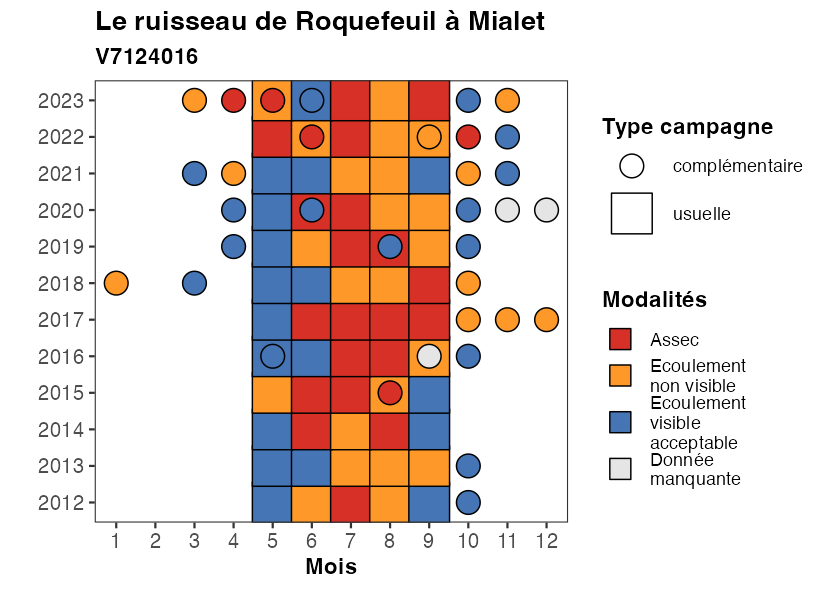 Le ruisseau de Roquefeuil à Mialet
V7124016
2023
2022
2021
2020
2019
2018
2017
2016
2015
2014
2013
2012
1 2 3 4 5 6 7 8 9 10 11 12
Mois
Type campagne
complémentaire
usuelle
Modalités
Assec
Ecoulement
non visible
Ecoulement
visible
acceptable
Donnée
manquante